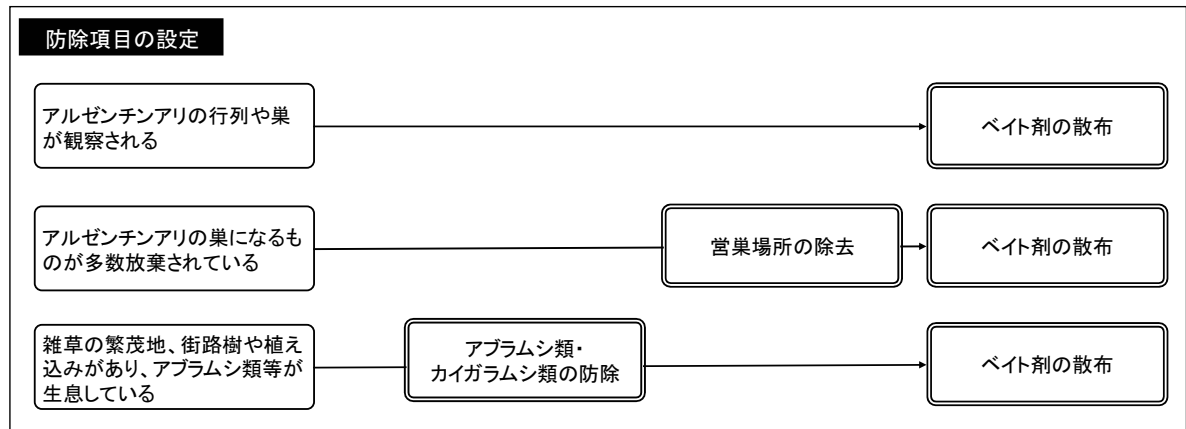 防除項目の設定
アルゼンチンアリの行列や巣
が観察される
ベイト剤の散布
アルゼンチンアリの巣になるも
のが多数放棄されている
営巣場所の除去
ベイト剤の散布
雑草の繁茂地、街路樹や植え
込みがあり、アブラムシ類等が
生息している
アブラムシ類・
カイガラムシ類の防除
ベイト剤の散布